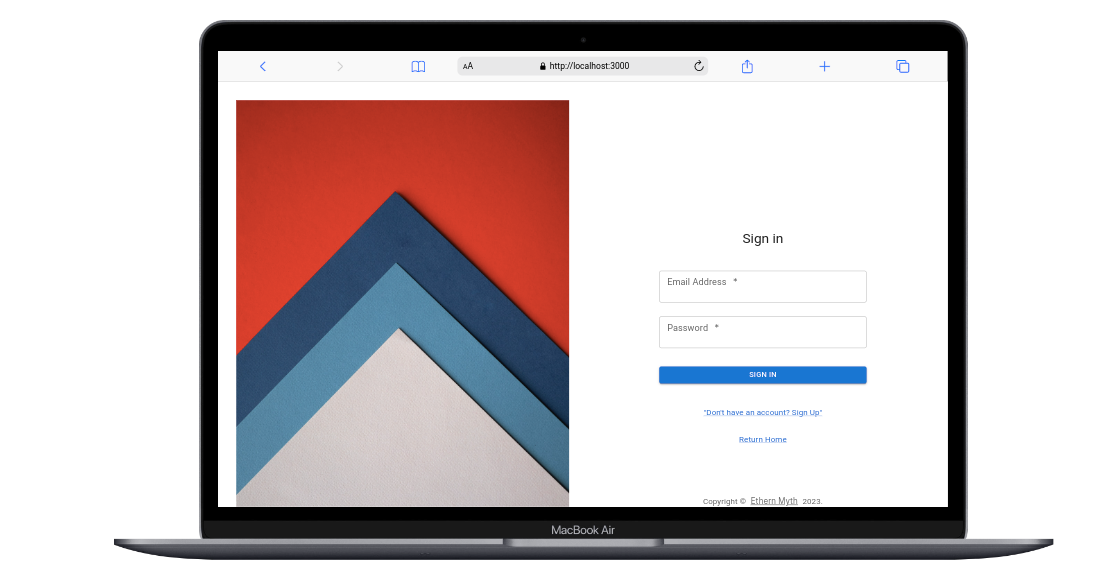 AA
http://localhost:3000
Sign in
Email Address *
Password *
SIGN IN
"Don't have an account? Sign Up"
Return Home
Copyright © Ethern Myth 2023.
MacBook Air